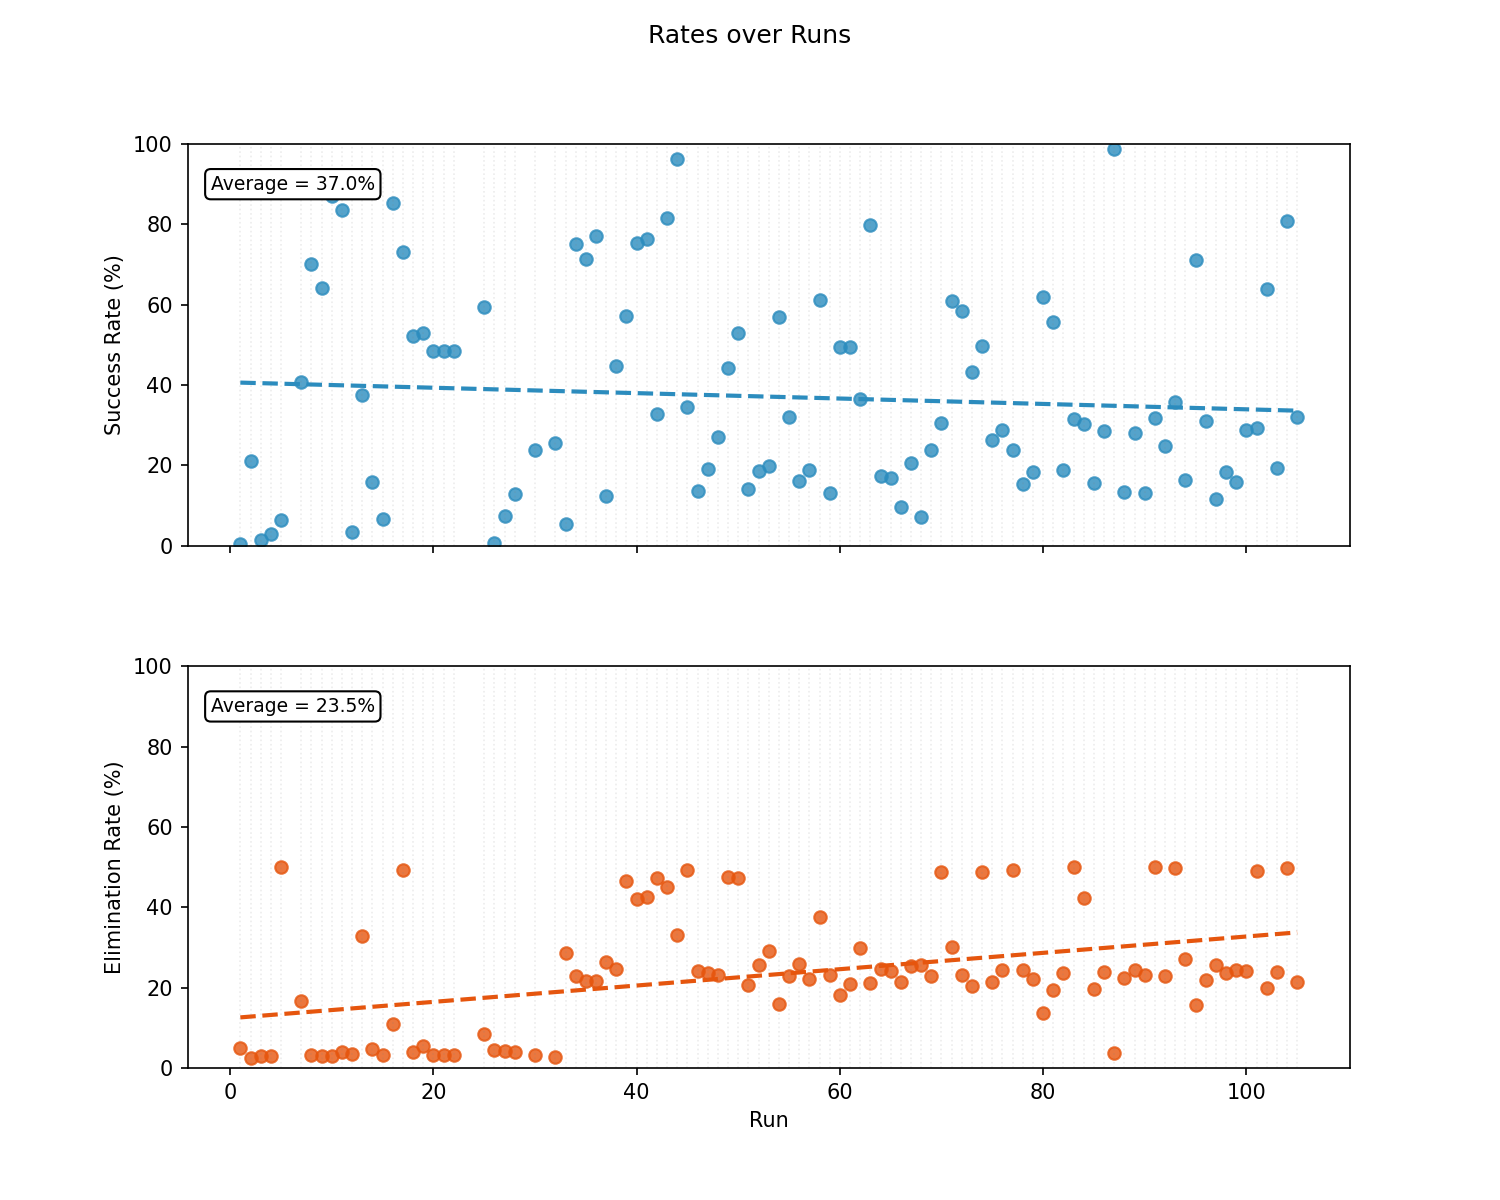 Rates over Runs
100
80
60
40
20
0
Success Rate (%)
Average = 37.0%
100
80
60
40
20
0
Elimination Rate (%)
Average = 23.5%
0 20 40 60 80 100
Run